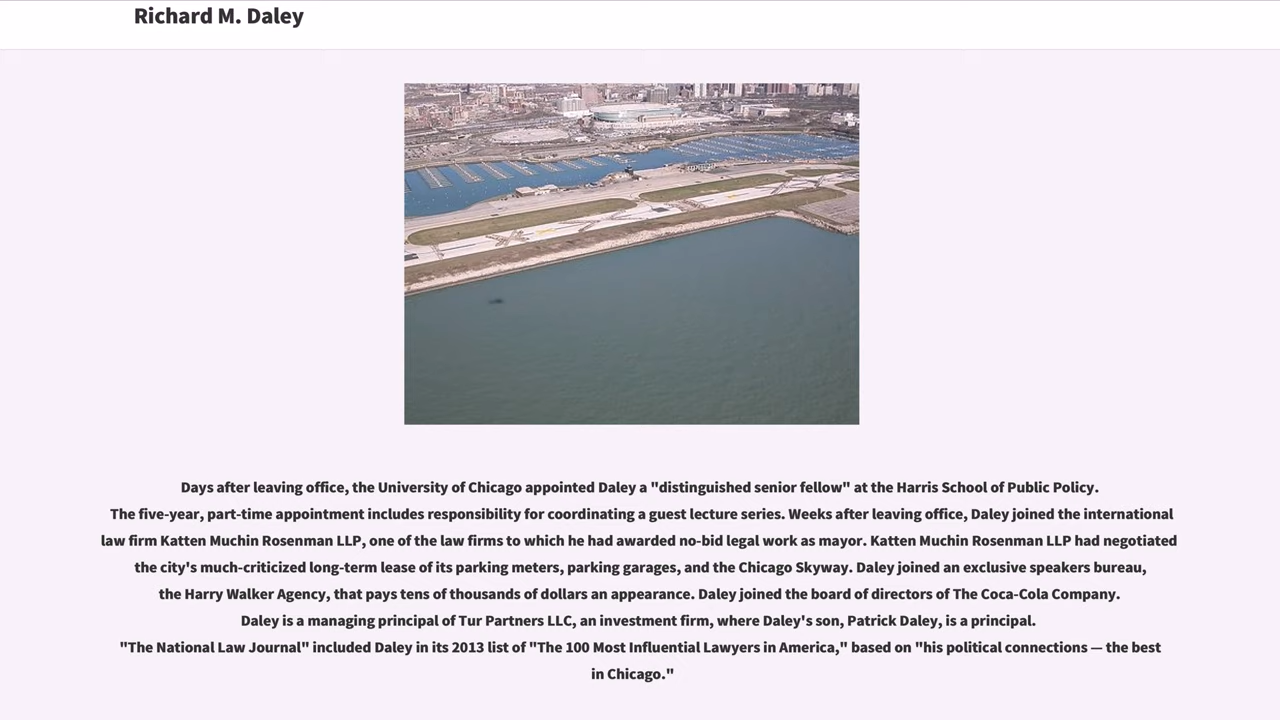 Richard M. Daley
Days after leaving office, the University of Chicago appointed Daley a "distinguished senior fellow" at the Harris School of Public Policy.
The five-year, part-time appointment includes responsibility for coordinating a guest lecture series. Weeks after leaving office, Daley joined the international
law firm Katten Muchin Rosenman LLP, one of the law firms to which he had awarded no-bid legal work as mayor. Katten Muchin Rosenman LLP had negotiated
the city's much-criticized long-term lease of its parking meters, parking garages, and the Chicago Skyway. Daley joined an exclusive speakers bureau,
the Harry Walker Agency, that pays tens of thousands of dollars an appearance. Daley joined the board of directors of The Coca-Cola Company.
Daley is a managing principal of Tur Partners LLC, an investment firm, where Daley's son, Patrick Daley, is a principal.
"The National Law Journal" included Daley in its 2013 list of "The 100 Most Influential Lawyers in America," based on "his political connections — the best
in Chicago."